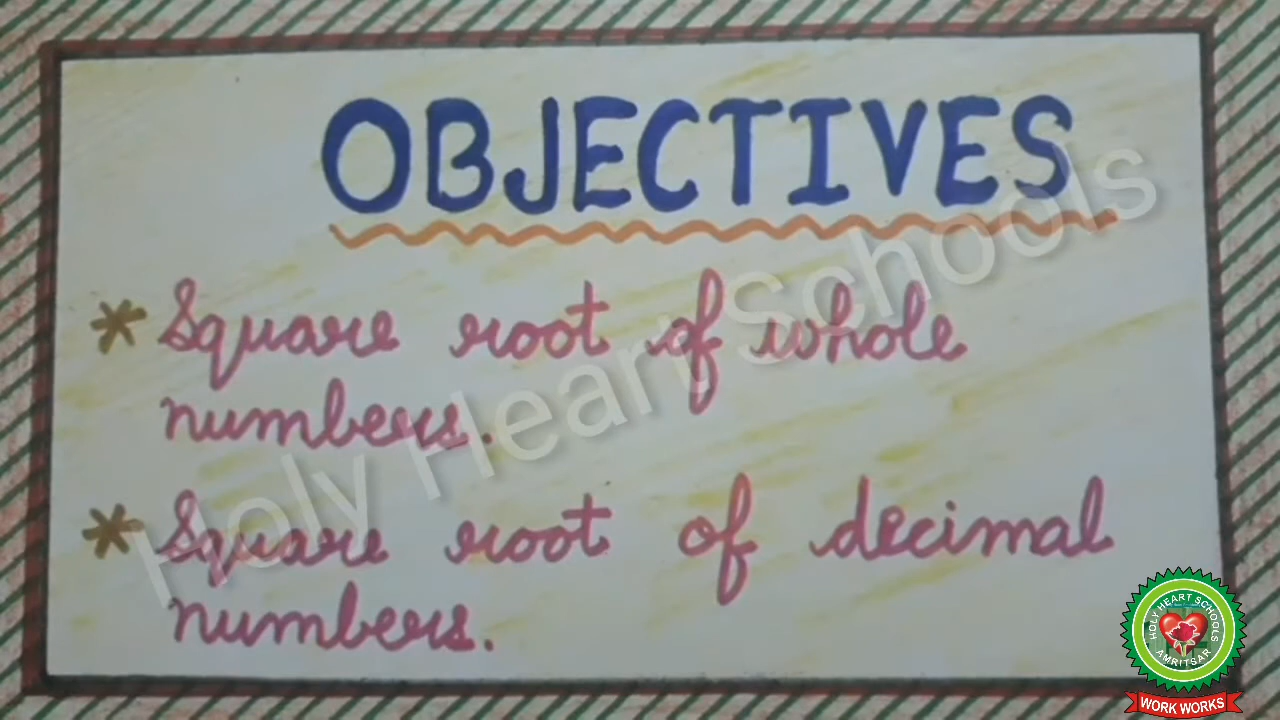 OBJECTIVES
* Square root of whole
numbers.
* Square root of decimal
numbers.
Holy Heart Schools
HOLY HEART SCHOOLS
AMRITSAR
WORK WORKS